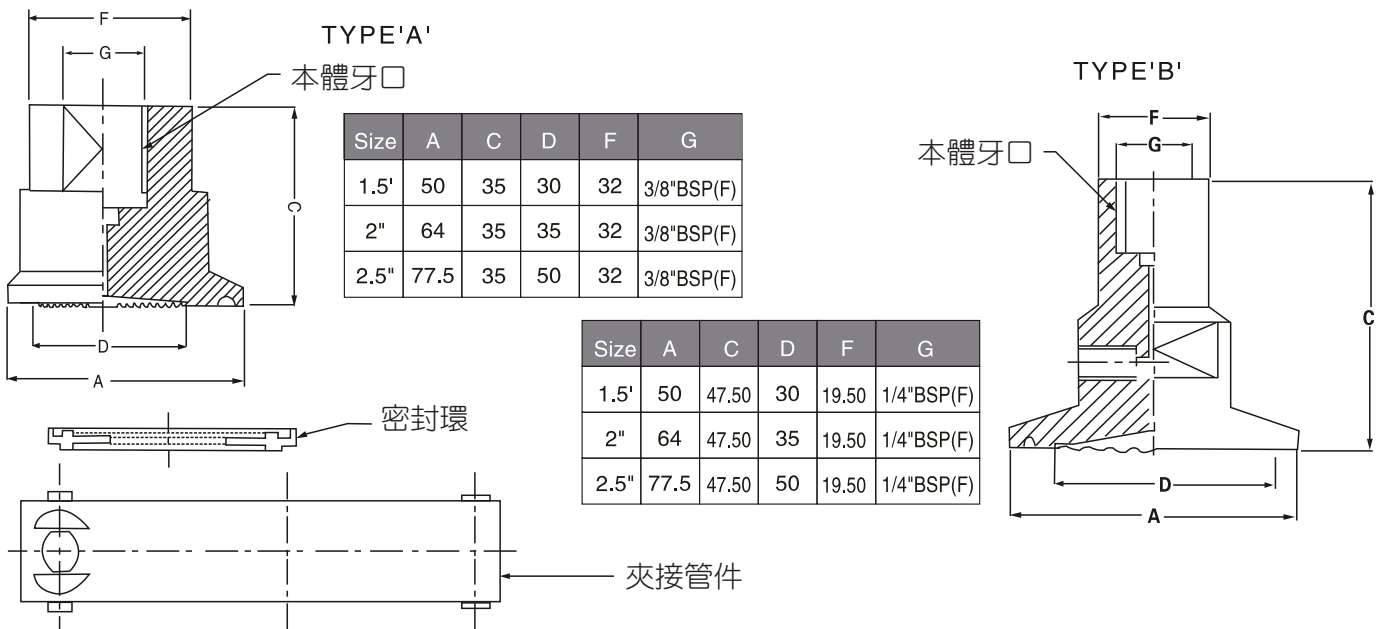 F
G
TYPE'A'
本體牙口
C
D
A
Size A C D F G
1.5' 50 35 30 32 3/8"BSP(F)
2" 64 35 35 32 3/8"BSP(F)
2.5" 77.5 35 50 32 3/8"BSP(F)
密封環
夾接管件
TYPE'B'
F
G
本體牙口
C
D
A
Size A C D F G
1.5' 50 47.50 30 19.50 1/4"BSP(F)
2" 64 47.50 35 19.50 1/4"BSP(F)
2.5" 77.5 47.50 50 19.50 1/4"BSP(F)